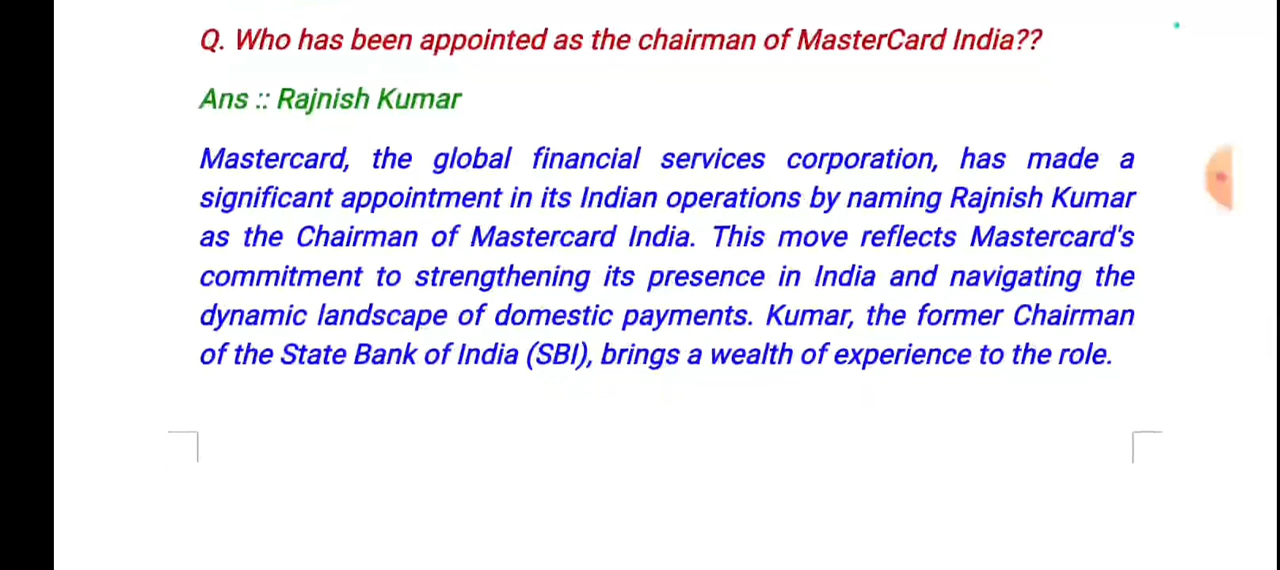 Q. Who has been appointed as the chairman of MasterCard India??
Ans :: Rajnish Kumar
Mastercard, the global financial services corporation, has made a
significant appointment in its Indian operations by naming Rajnish Kumar
as the Chairman of Mastercard India. This move reflects Mastercard's
commitment to strengthening its presence in India and navigating the
dynamic landscape of domestic payments. Kumar, the former Chairman
of the State Bank of India (SBI), brings a wealth of experience to the role.